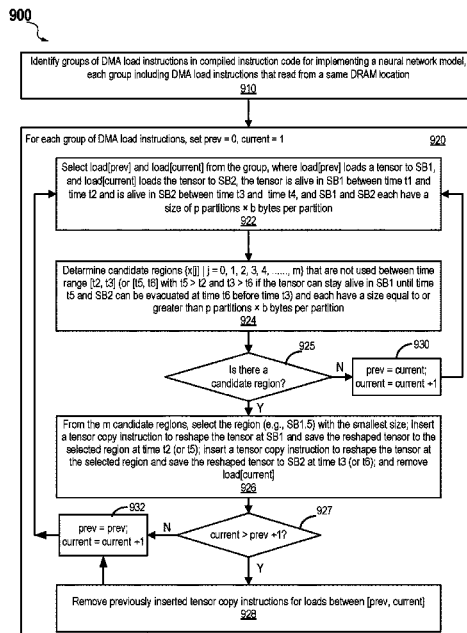 900
Identify groups of DMA load instructions in compiled instruction code for implementing a neural network model,
each group including DMA load instructions that read from a same DRAM location
910
For each group of DMA load instructions, set prev = 0, current = 1
920
Select load[prev] and load[current] from the group, where load[prev] loads a tensor to SB1,
and load[current] loads the tensor to SB2, the tensor is alive in SB1 between time t1 and
time t2 and is alive in SB2 between time t3 and time t4, and SB1 and SB2 each have a
size of p partitions × b bytes per partition
922
Determine candidate regions {x[j] | j = 0, 1, 2, 3, 4, ......, m} that are not used between time
range [t2, t3] (or [t5, t6] with t5 > t2 and t3 > t6 if the tensor can stay alive in SB1 until time
t5 and SB2 can be evacuated at time t6 before time t3) and each have a size equal to or
greater than p partitions × b bytes per partition
924
925
Is there a
candidate region?
N
930
prev = current;
current = current +1
Y
From the m candidate regions, select the region (e.g., SB1.5) with the smallest size; Insert
a tensor copy instruction to reshape the tensor at SB1 and save the reshaped tensor to the
selected region at time t2 (or t5); insert a tensor copy instruction to reshape the tensor at
the selected region and save the reshaped tensor to SB2 at time t3 (or t6); and remove
load[current]
926
932
prev = prev;
current = current +1
N
927
current > prev +1?
Y
Remove previously inserted tensor copy instructions for loads between [prev, current]
928